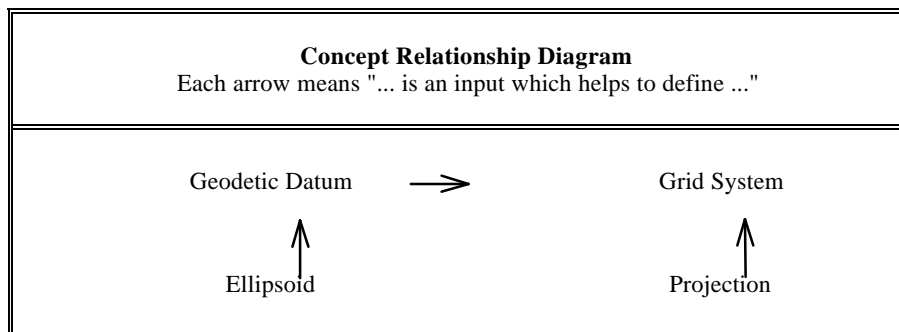 Concept Relationship Diagram
Each arrow means "... is an input which helps to define ..."
Geodetic Datum Grid System
Ellipsoid Projection